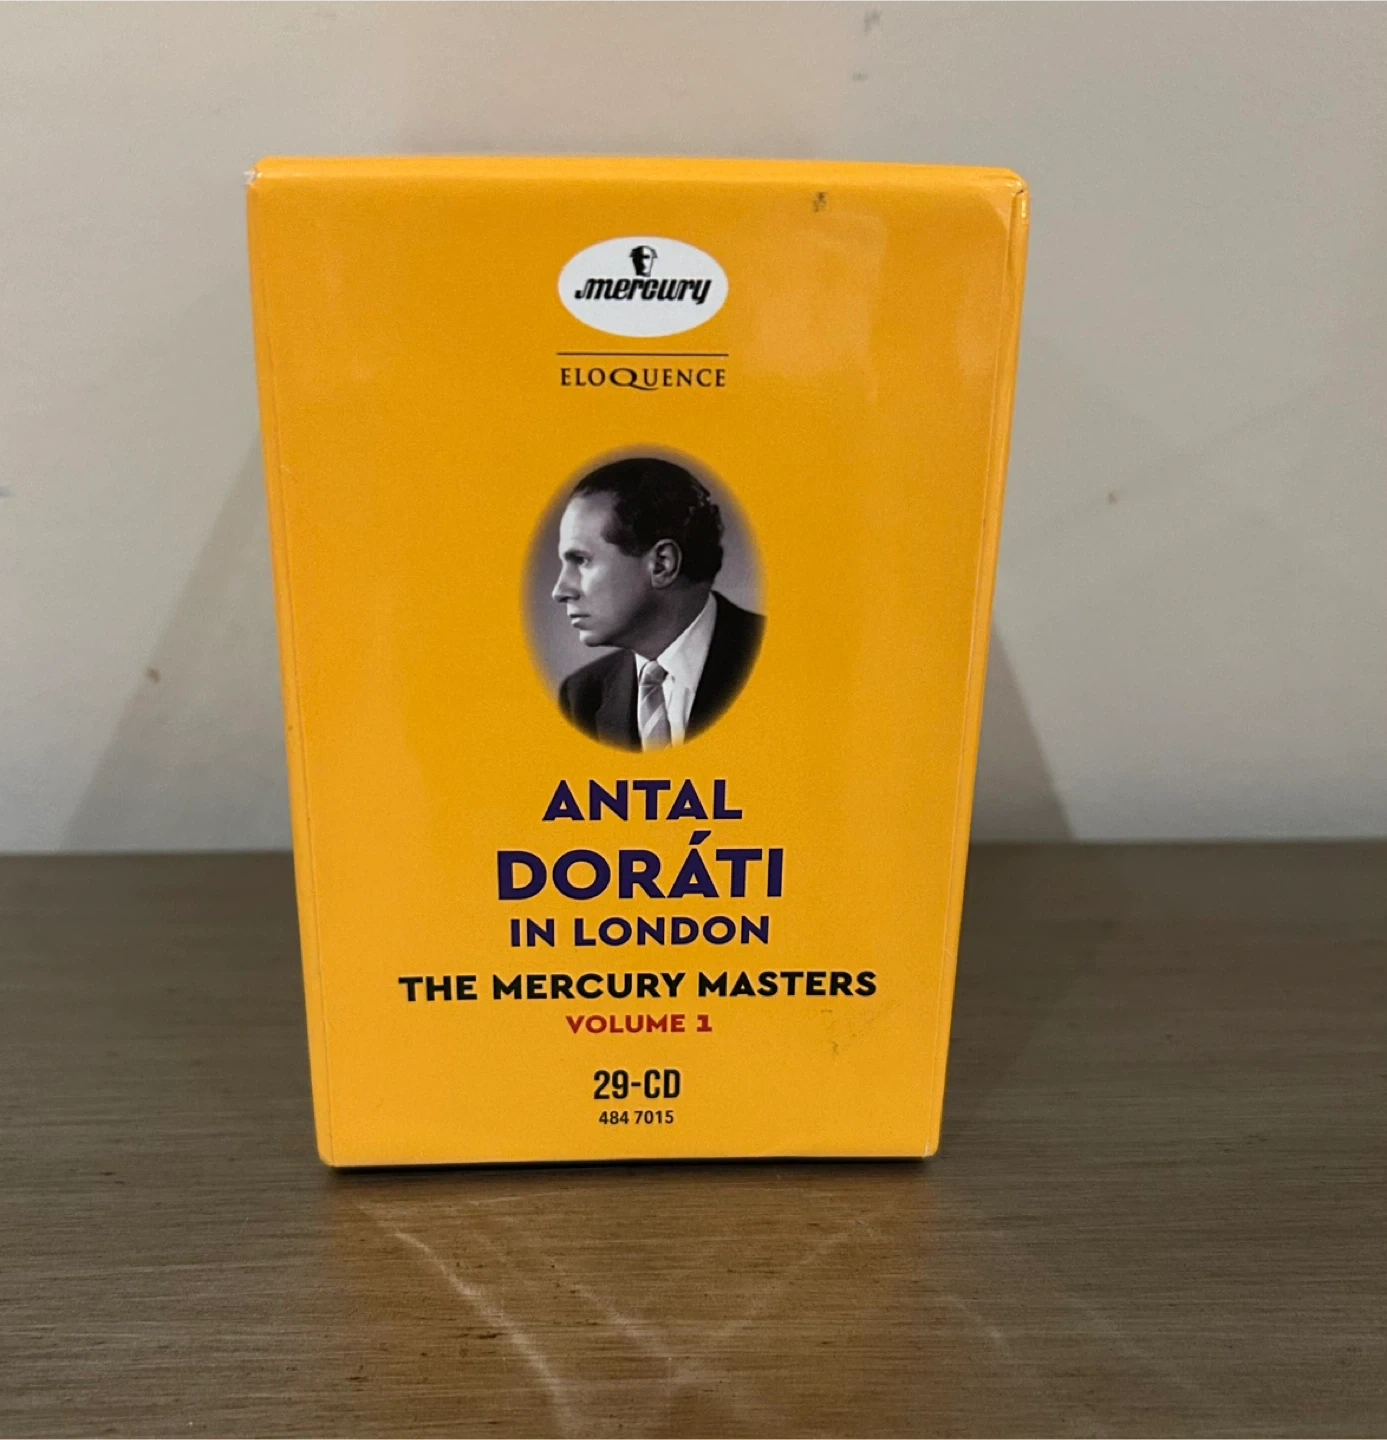 mercury
ELOQUENCE
ANTAL
DORÁTI
IN LONDON
THE MERCURY MASTERS
VOLUME 1
29-CD
484 7015